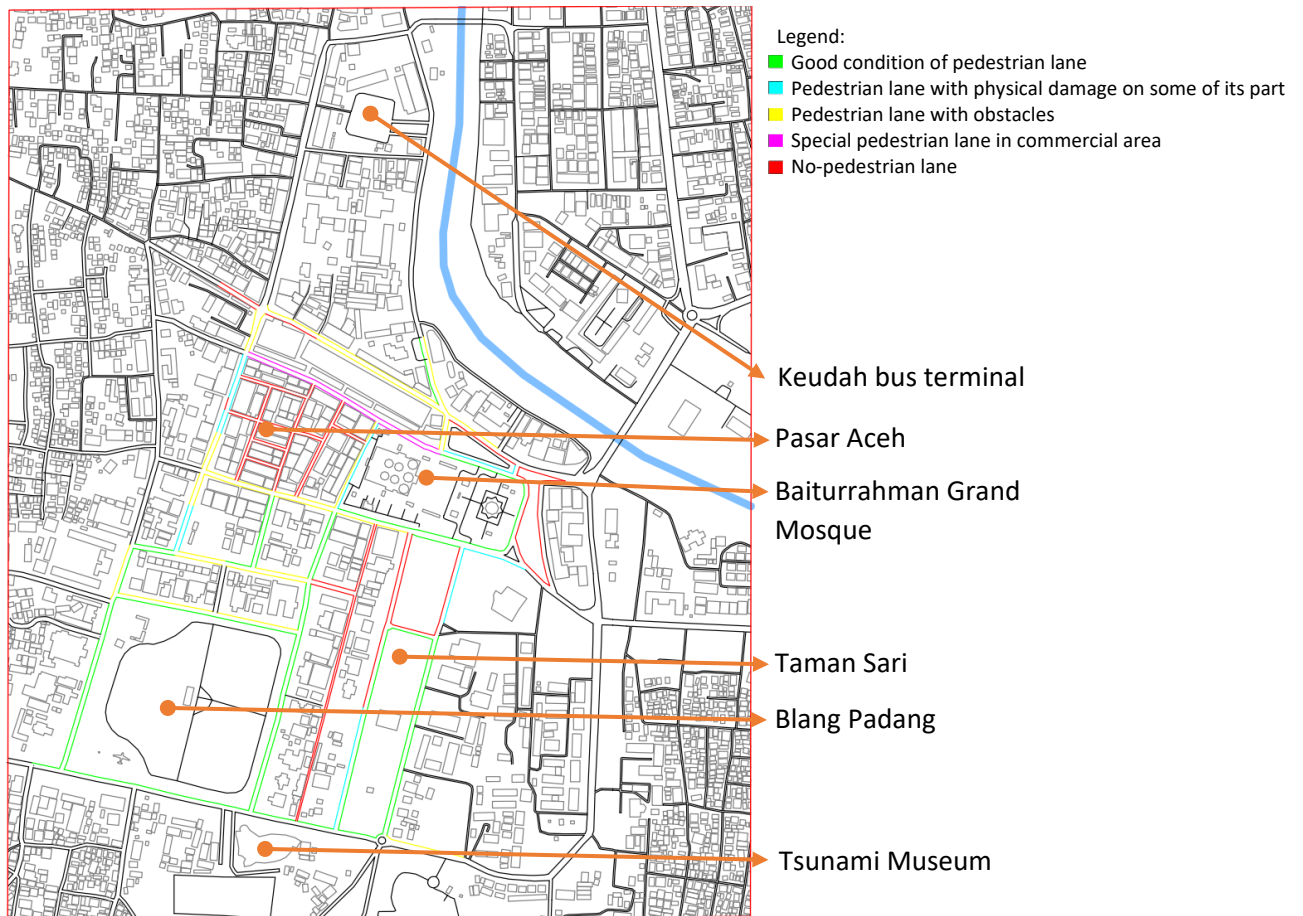 Legend:
Good condition of pedestrian lane
Pedestrian lane with physical damage on some of its part
Pedestrian lane with obstacles
Special pedestrian lane in commercial area
No-pedestrian lane
Keudah bus terminal
Pasar Aceh
Baiturrahman Grand
Mosque
Taman Sari
Blang Padang
Tsunami Museum